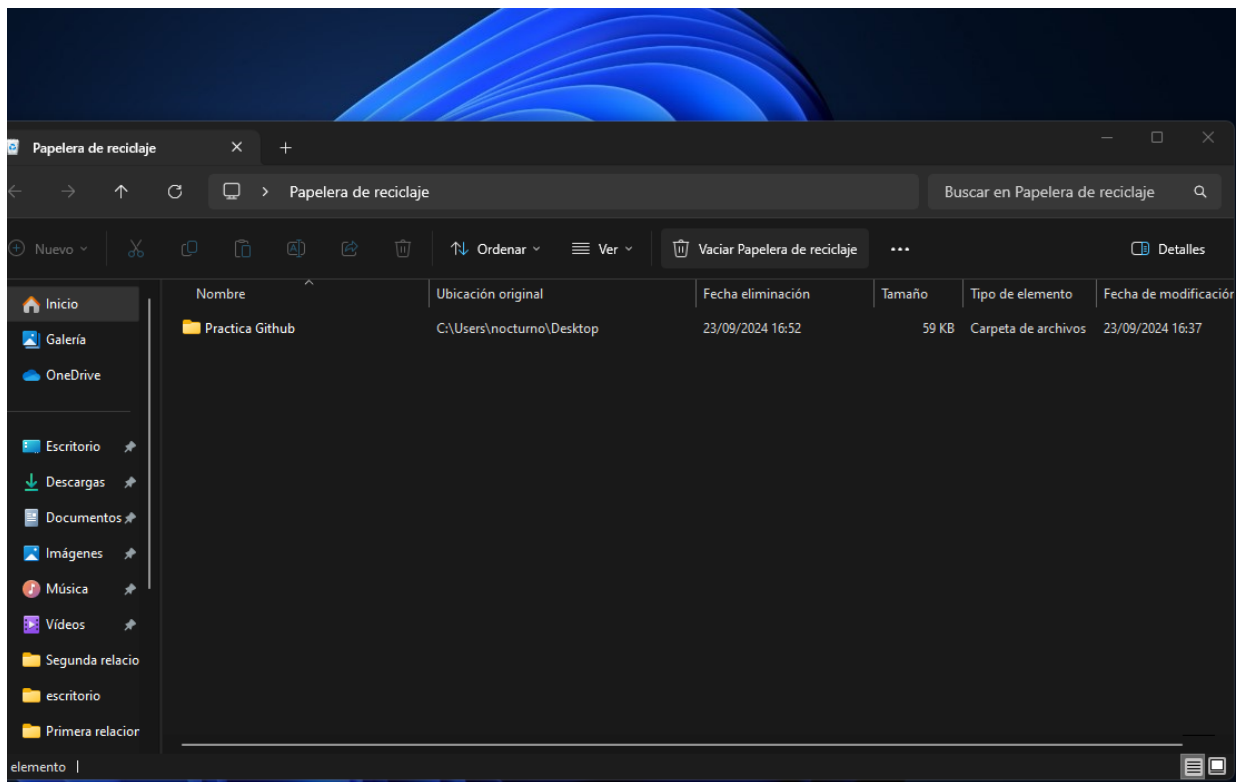 Papelera de reciclaje
Papelera de reciclaje
Buscar en Papelera de reciclaje
Nuevo
Ordenar
Ver
Vaciar Papelera de reciclaje
Detalles
Nombre
Ubicación original
Fecha eliminación
Tamaño
Tipo de elemento
Fecha de modificación
Practica Github
C:\Users\nocturno\Desktop
23/09/2024 16:52
59 KB
Carpeta de archivos
23/09/2024 16:37
Inicio
Galería
OneDrive
Escritorio
Descargas
Documentos
Imágenes
Música
Vídeos
Segunda relacio
escritorio
Primera relacior
elemento